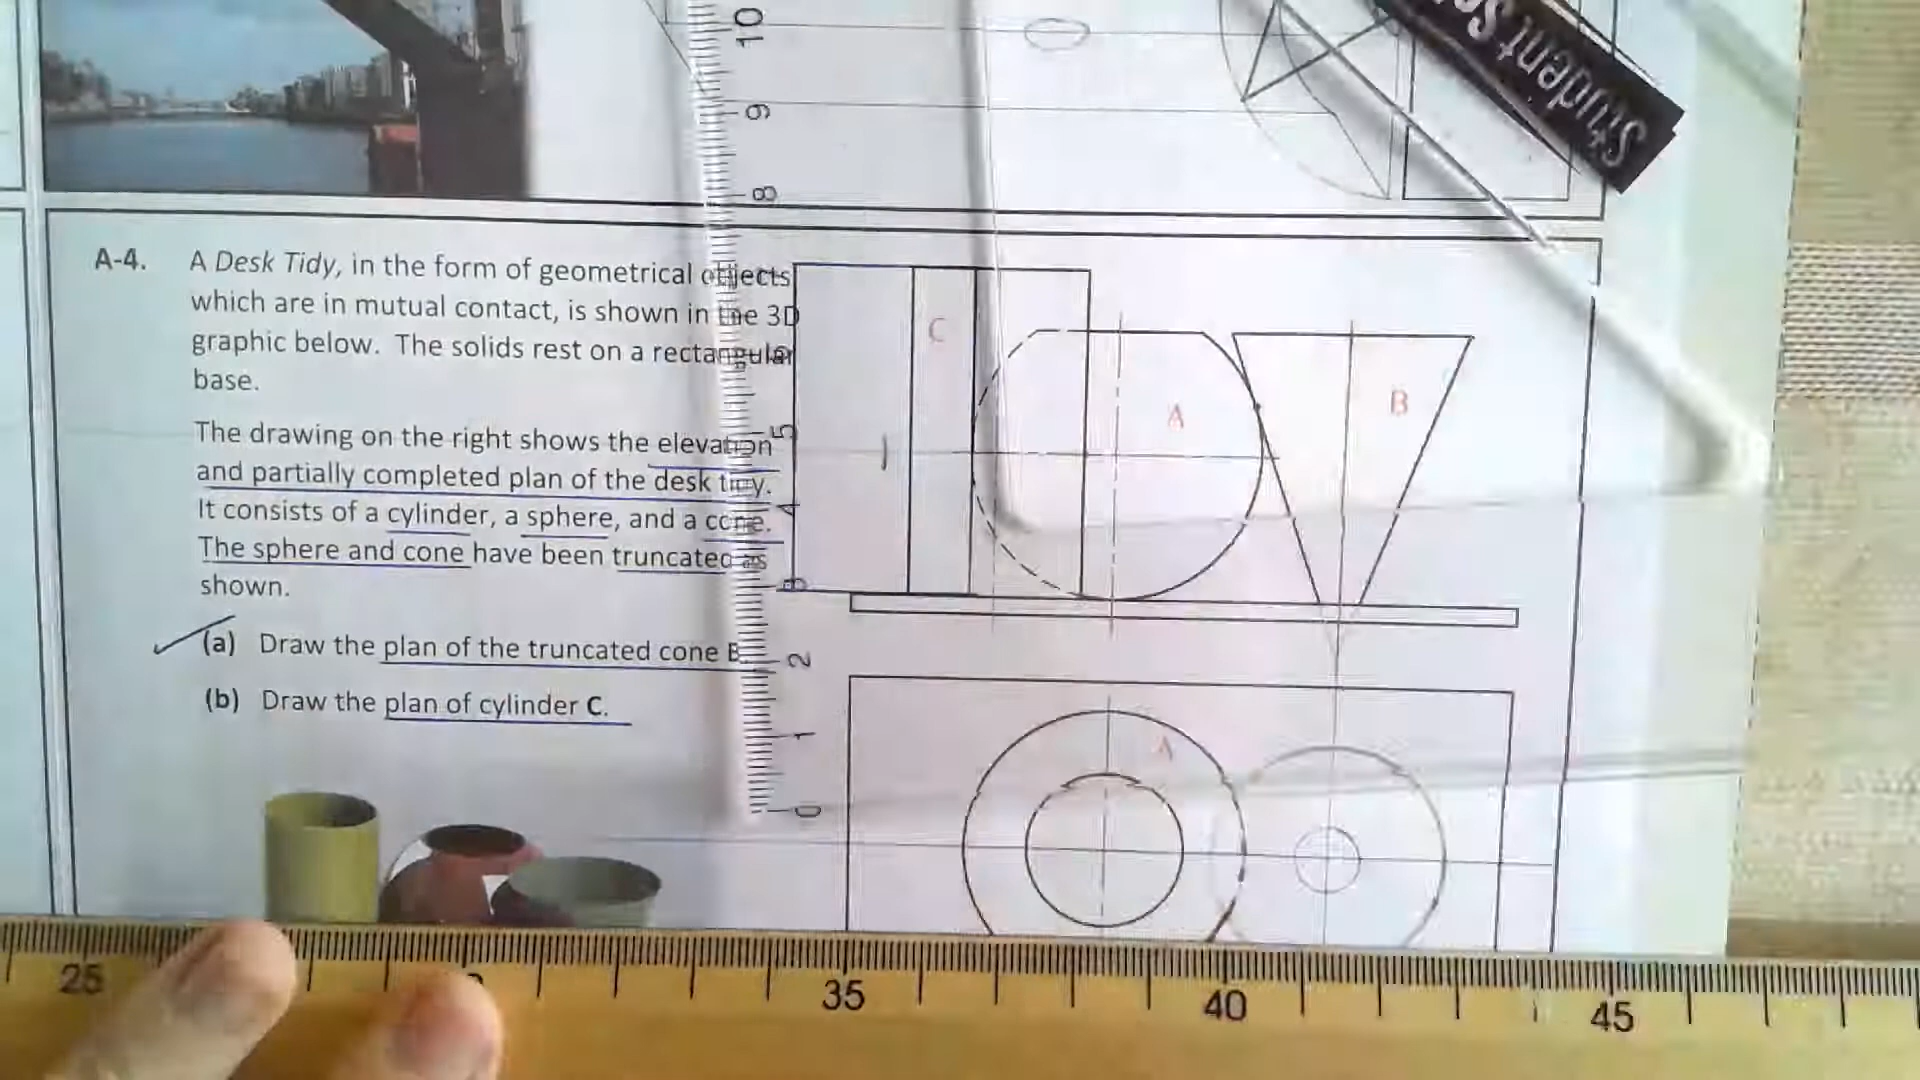 10
9
8
5
4
3
2
1
0
Student S
A-4. A Desk Tidy, in the form of geometrical objects
which are in mutual contact, is shown in the 3D
graphic below. The solids rest on a rectangular
base.
The drawing on the right shows the elevation
and partially completed plan of the desk tidy.
It consists of a cylinder, a sphere, and a cone.
The sphere and cone have been truncated as
shown.
(a) Draw the plan of the truncated cone B.
(b) Draw the plan of cylinder C.
C
A
B
A
25
35
40
45